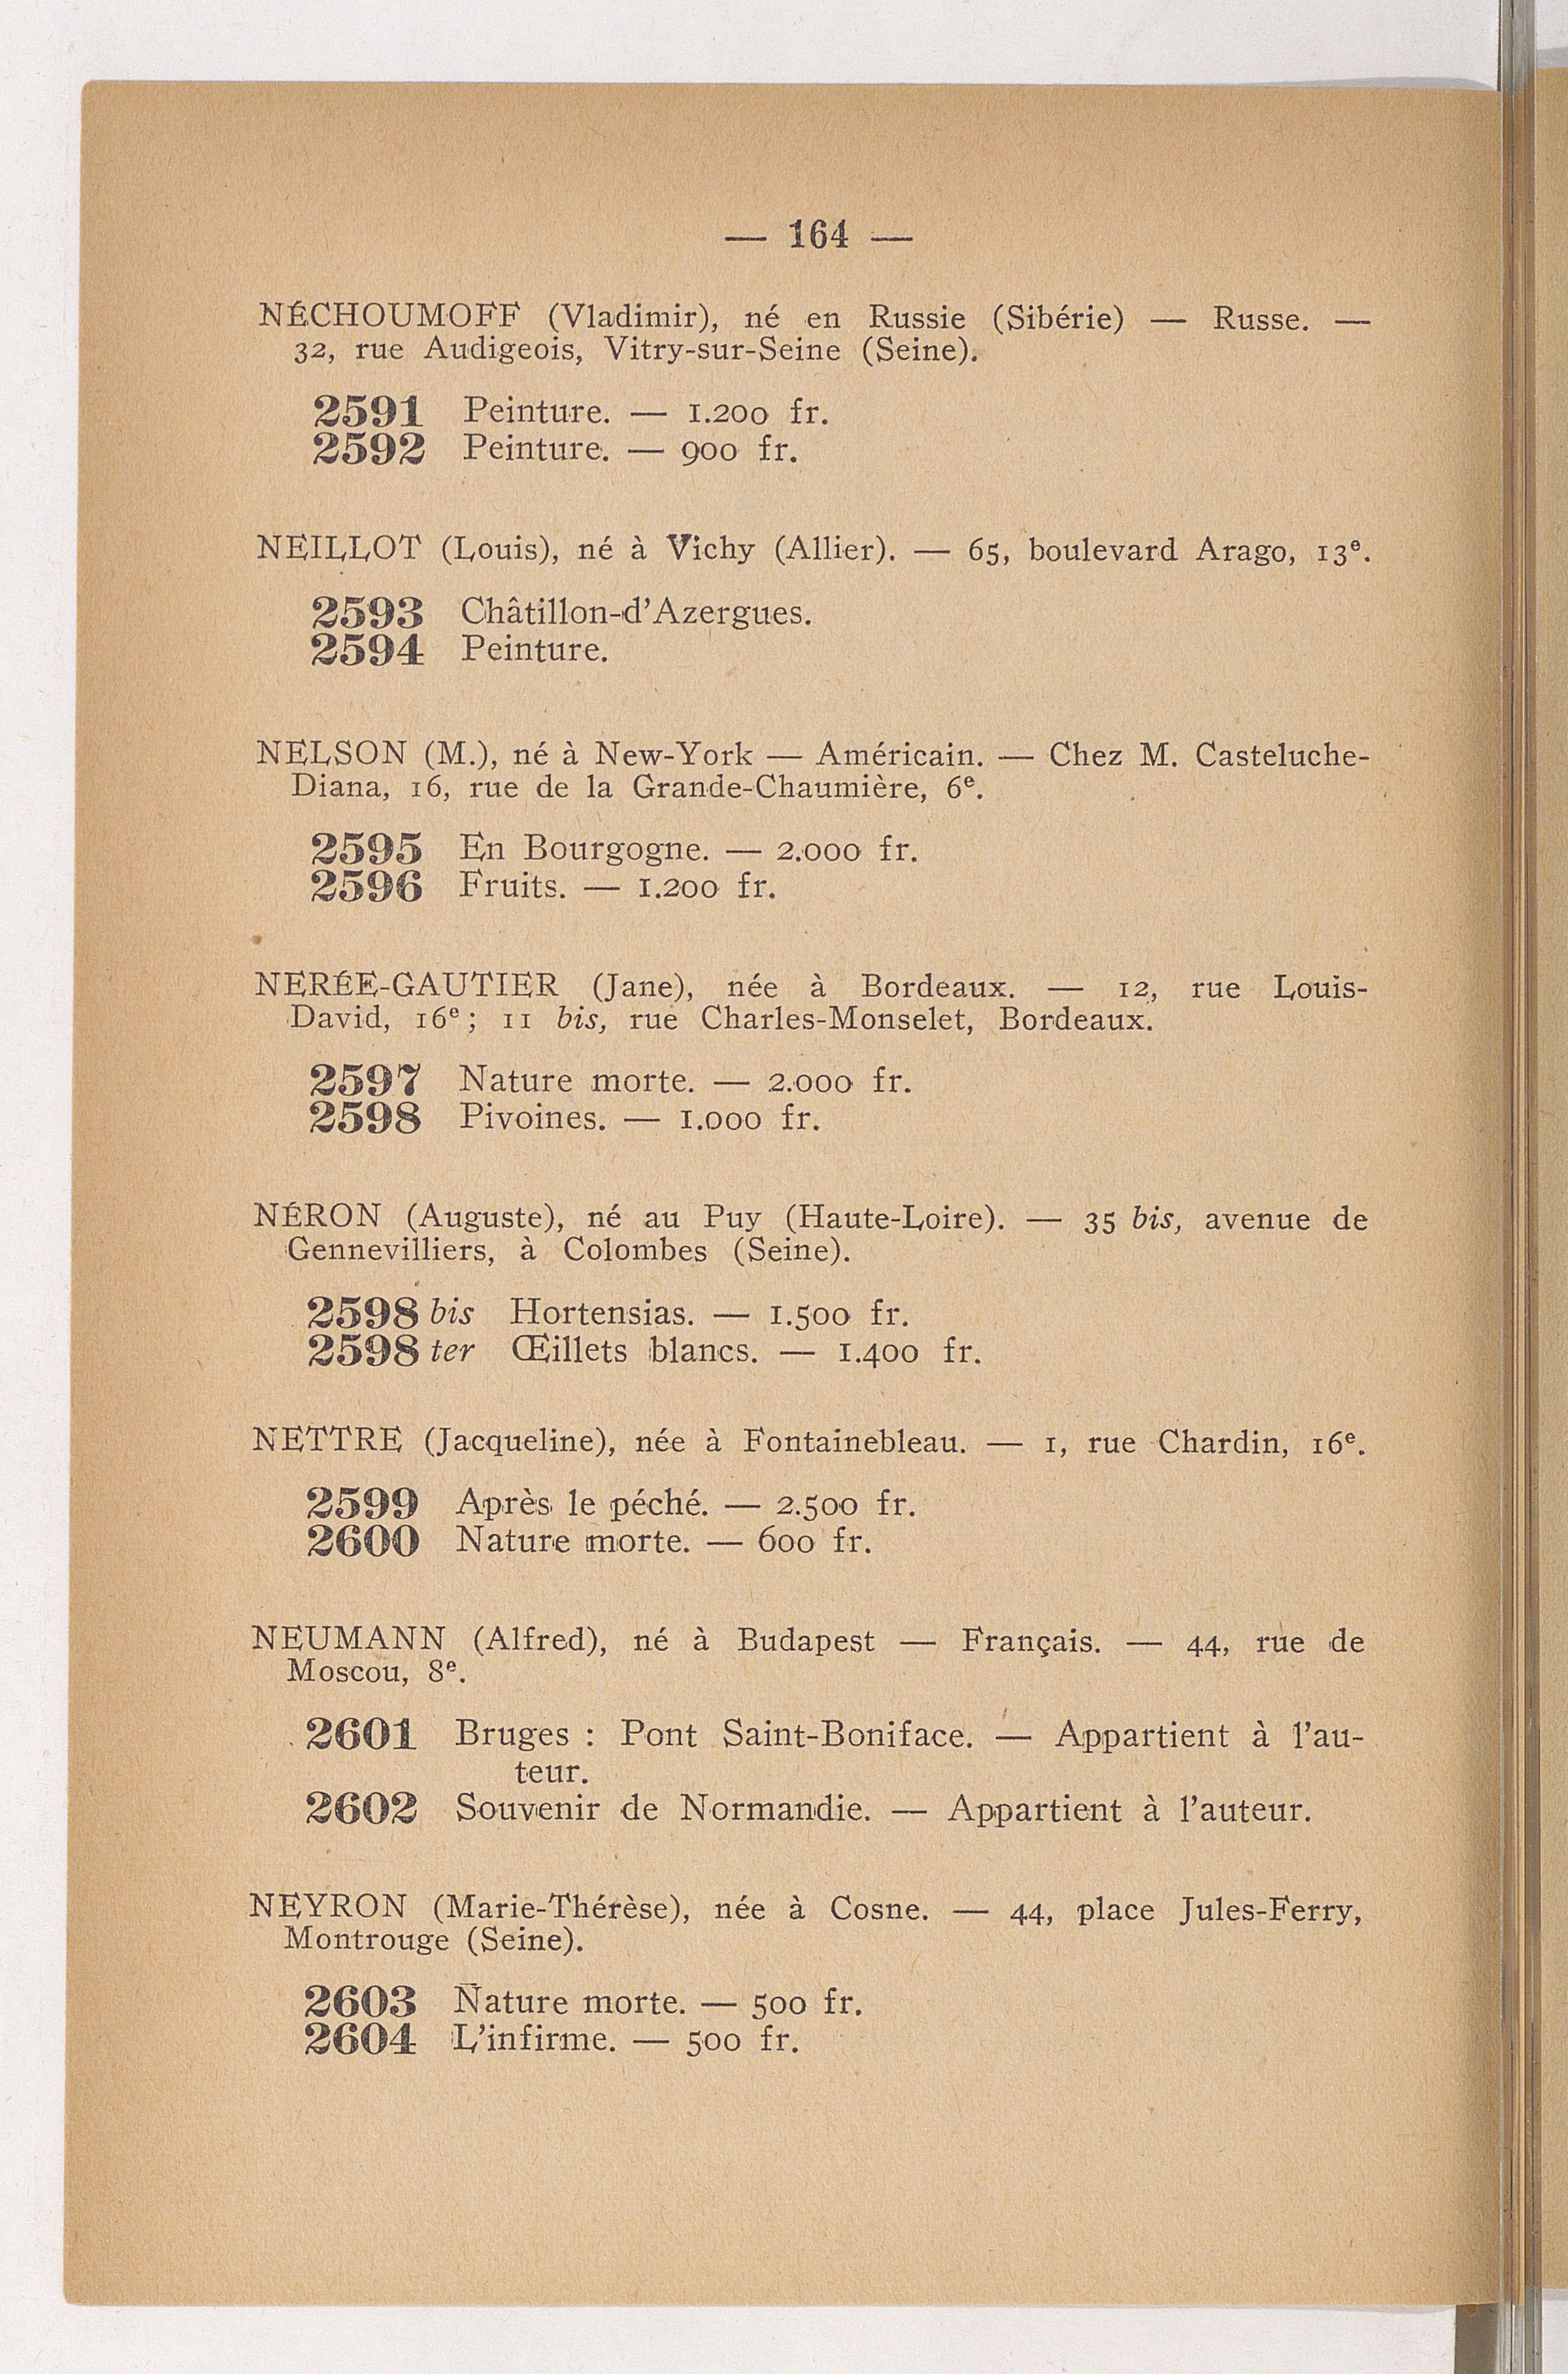 — 164 —
NÉCHOUMOFF (Vladimir), né en Russie (Sibérie) — Russe. —
32, rue Audigeois, Vitry-sur-Seine (Seine).
2591 Peinture. — 1.200 fr.
2592 Peinture. — 900 fr.
NEILLOT (Louis), né à Vichy (Allier). — 65, boulevard Arago, 13e.
2593 Châtillon-d'Azergues.
2594 Peinture.
NELSON (M.), né à New-York — Américain. — Chez M. Casteluche-
Diana, 16, rue de la Grande-Chaumière, 6e.
2595 En Bourgogne. — 2.000 fr.
2596 Fruits. — 1.200 fr.
NERÉE-GAUTIER (Jane), née à Bordeaux. — 12, rue Louis-
David, 16e; 11 bis, rue Charles-Monselet, Bordeaux.
2597 Nature morte. — 2.000 fr.
2598 Pivoines. — 1.000 fr.
NÉRON (Auguste), né au Puy (Haute-Loire). — 35 bis, avenue de
Gennevilliers, à Colombes (Seine).
2598 bis Hortensias. — 1.500 fr.
2598 ter Œillets blancs. — 1.400 fr.
NETTRE (Jacqueline), née à Fontainebleau. — 1, rue Chardin, 16e.
2599 Après le péché. — 2.500 fr.
2600 Nature morte. — 600 fr.
NEUMANN (Alfred), né à Budapest — Français. — 44, rue de
Moscou, 8e.
2601 Bruges : Pont Saint-Boniface. — Appartient à l'au-
teur.
2602 Souvenir de Normandie. — Appartient à l'auteur.
NEYRON (Marie-Thérèse), née à Cosne. — 44, place Jules-Ferry,
Montrouge (Seine).
2603 Nature morte. — 500 fr.
2604 L'infirme. — 500 fr.